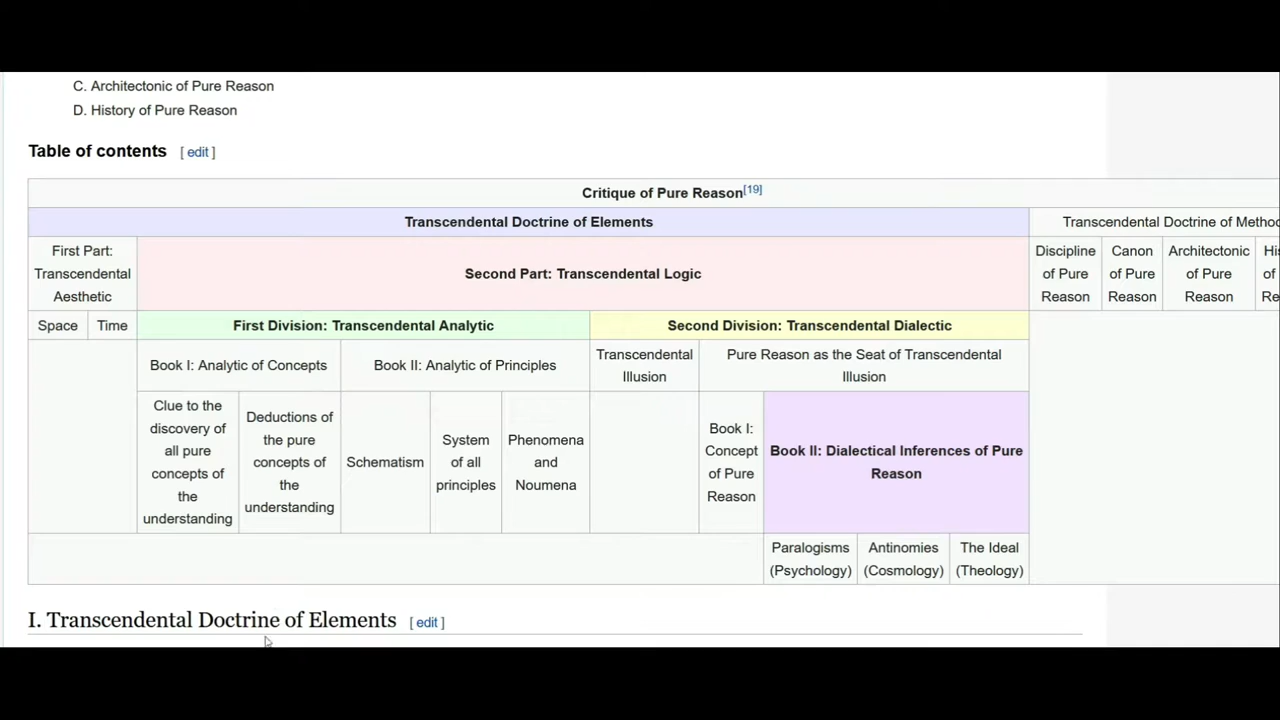 C. Architectonic of Pure Reason
D. History of Pure Reason
Table of contents [ edit ]
Critique of Pure Reason[19]
Transcendental Doctrine of Elements
Transcendental Doctrine of
First Part:
Transcendental
Aesthetic
Second Part: Transcendental Logic
Discipline
of Pure
Reason
Canon
of Pure
Reason
Architectonic
of Pure
Reason
of
Space
Time
First Division: Transcendental Analytic
Second Division: Transcendental Dialectic
Book I: Analytic of Concepts
Book II: Analytic of Principles
Transcendental
Illusion
Pure Reason as the Seat of Transcendental
Illusion
Clue to the
discovery of
all pure
concepts of
the
understanding
Deductions of
the pure
concepts of
the
understanding
Schematism
System
of all
principles
Phenomena
and
Noumena
Book I:
Concept
of Pure
Reason
Book II: Dialectical Inferences of Pure
Reason
Paralogisms
(Psychology)
Antinomies
(Cosmology)
The Ideal
(Theology)
I. Transcendental Doctrine of Elements [ edit ]